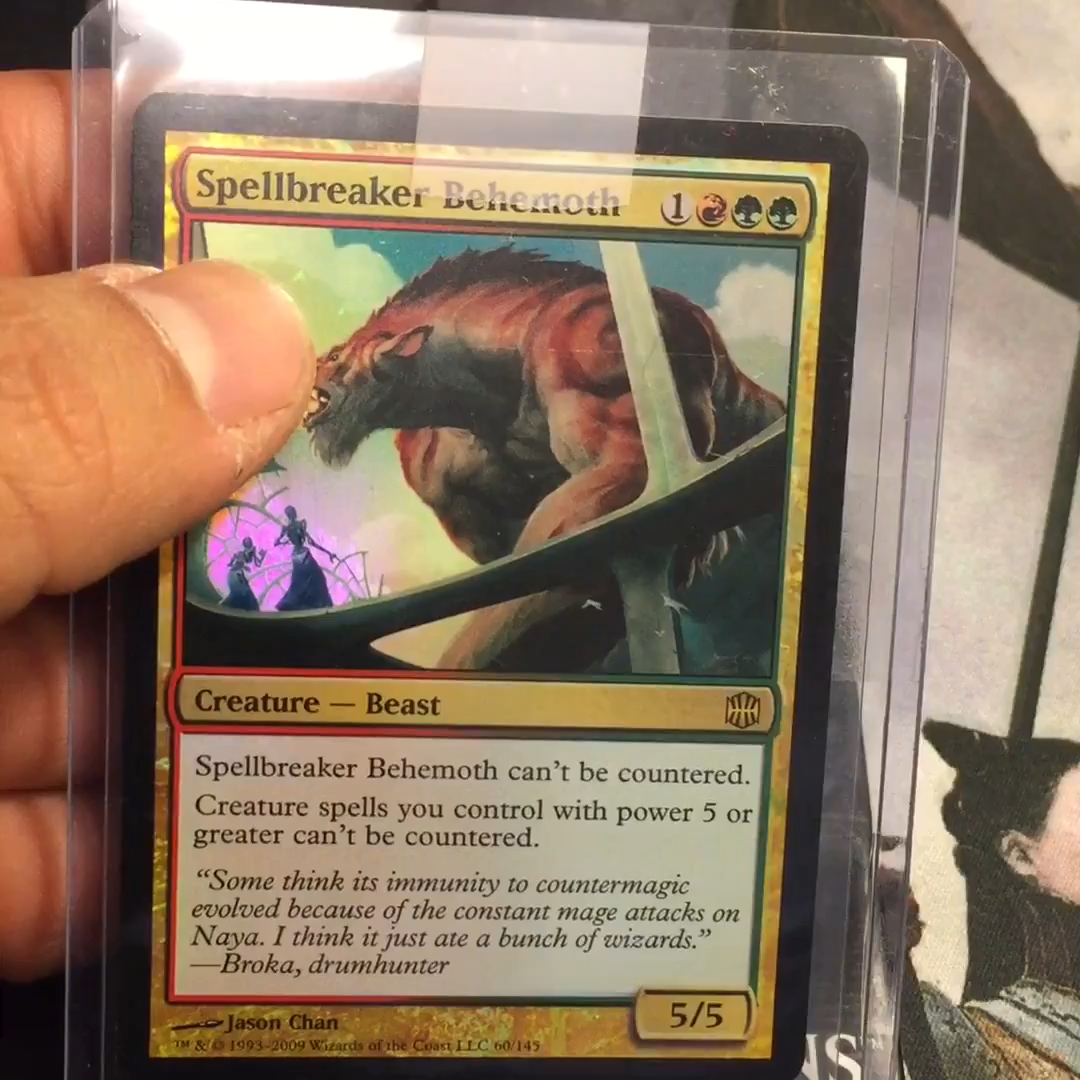 Spellbreaker Behemoth 1
Creature — Beast
Spellbreaker Behemoth can't be countered.
Creature spells you control with power 5 or
greater can't be countered.
“Some think its immunity to countermagic
evolved because of the constant mage attacks on
Naya. I think it just ate a bunch of wizards.”
—Broka, drumhunter
5/5
Jason Chan
™ & © 1993–2009 Wizards of the Coast LLC 60/145